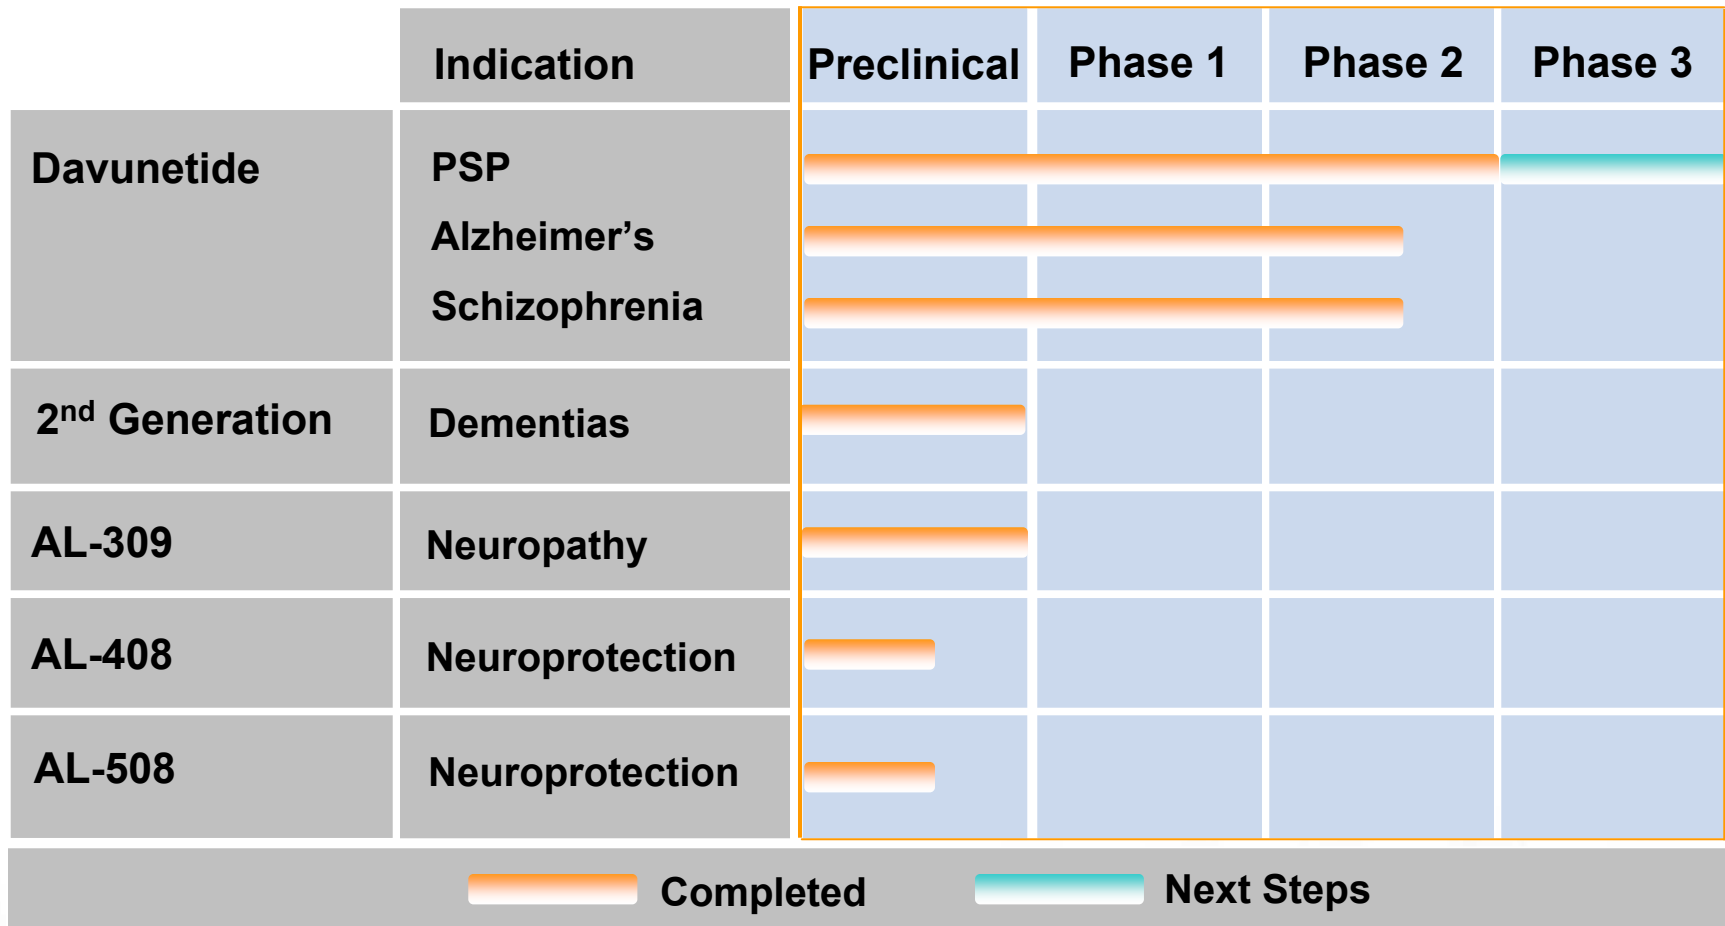 Indication Preclinical Phase 1 Phase 2 Phase 3
Davunetide PSP
Alzheimer’s
Schizophrenia
2nd Generation Dementias
AL-309 Neuropathy
AL-408 Neuroprotection
AL-508 Neuroprotection
Completed Next Steps